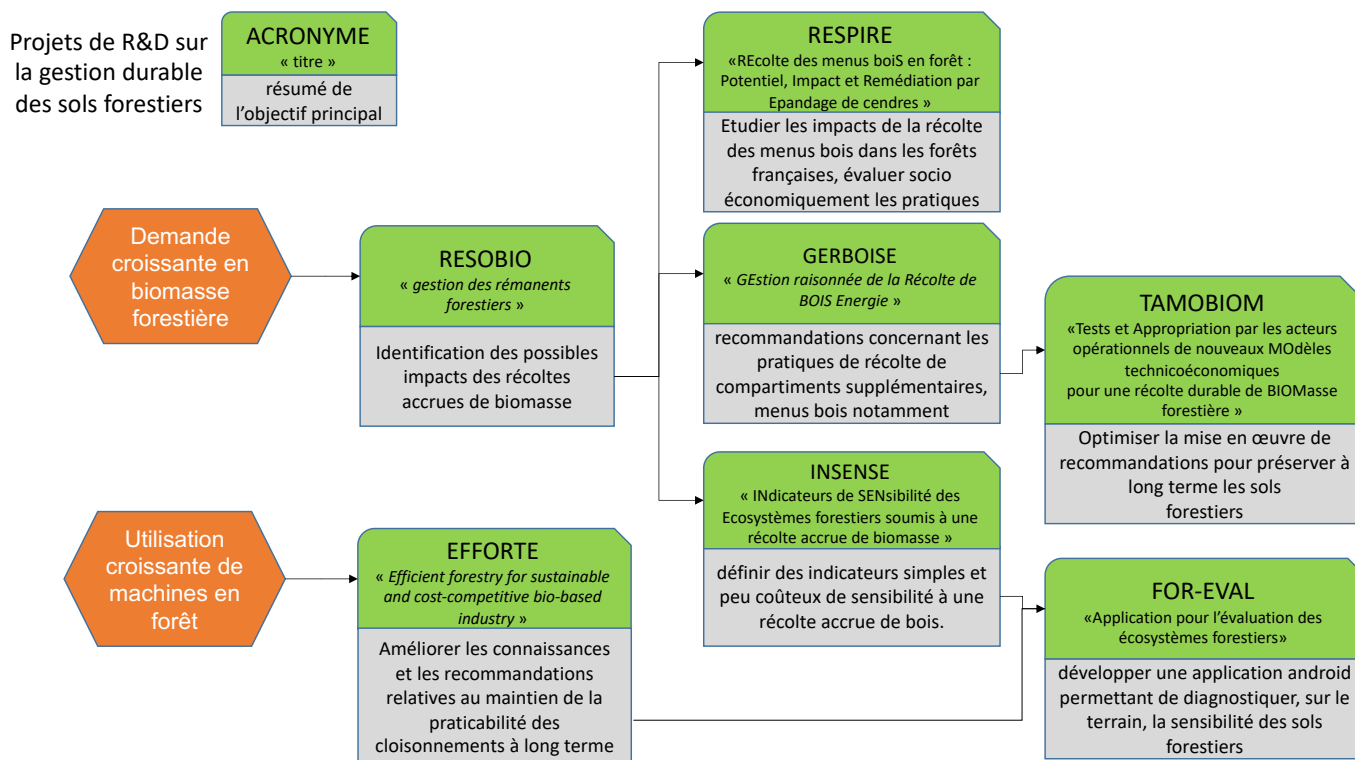 Projets de R&D sur
la gestion durable
des sols forestiers
ACRONYME
« titre »
résumé de
l’objectif principal
Demande
croissante en
biomasse
forestière
RESOBIO
« gestion des rémanents
forestiers »
Identification des possibles
impacts des récoltes
accrues de biomasse
RESPIRE
«REcolte des menus boiS en forêt :
Potentiel, Impact et Remédiation par
Epandage de cendres »
Etudier les impacts de la récolte
des menus bois dans les forêts
françaises, évaluer socio
économiquement les pratiques
GERBOISE
« GEstion raisonnée de la Récolte de
BOIS Energie »
recommandations concernant les
pratiques de récolte de
compartiments supplémentaires,
menus bois notamment
TAMOBIOM
«Tests et Appropriation par les acteurs
opérationnels de nouveaux MOdèles
technicoéconomiques
pour une récolte durable de BIOMasse
forestière »
Optimiser la mise en œuvre de
recommandations pour préserver à
long terme les sols
forestiers
INSENSE
« INdicateurs de SENsibilité des
Ecosystèmes forestiers soumis à une
récolte accrue de biomasse »
définir des indicateurs simples et
peu coûteux de sensibilité à une
récolte accrue de bois.
Utilisation
croissante de
machines en
forêt
EFFORTE
« Efficient forestry for sustainable
and cost-competitive bio-based
industry »
Améliorer les connaissances
et les recommandations
relatives au maintien de la
praticabilité des
cloisonnements à long terme
FOR-EVAL
«Application pour l’évaluation des
écosystèmes forestiers»
développer une application android
permettant de diagnostiquer, sur le
terrain, la sensibilité des sols
forestiers